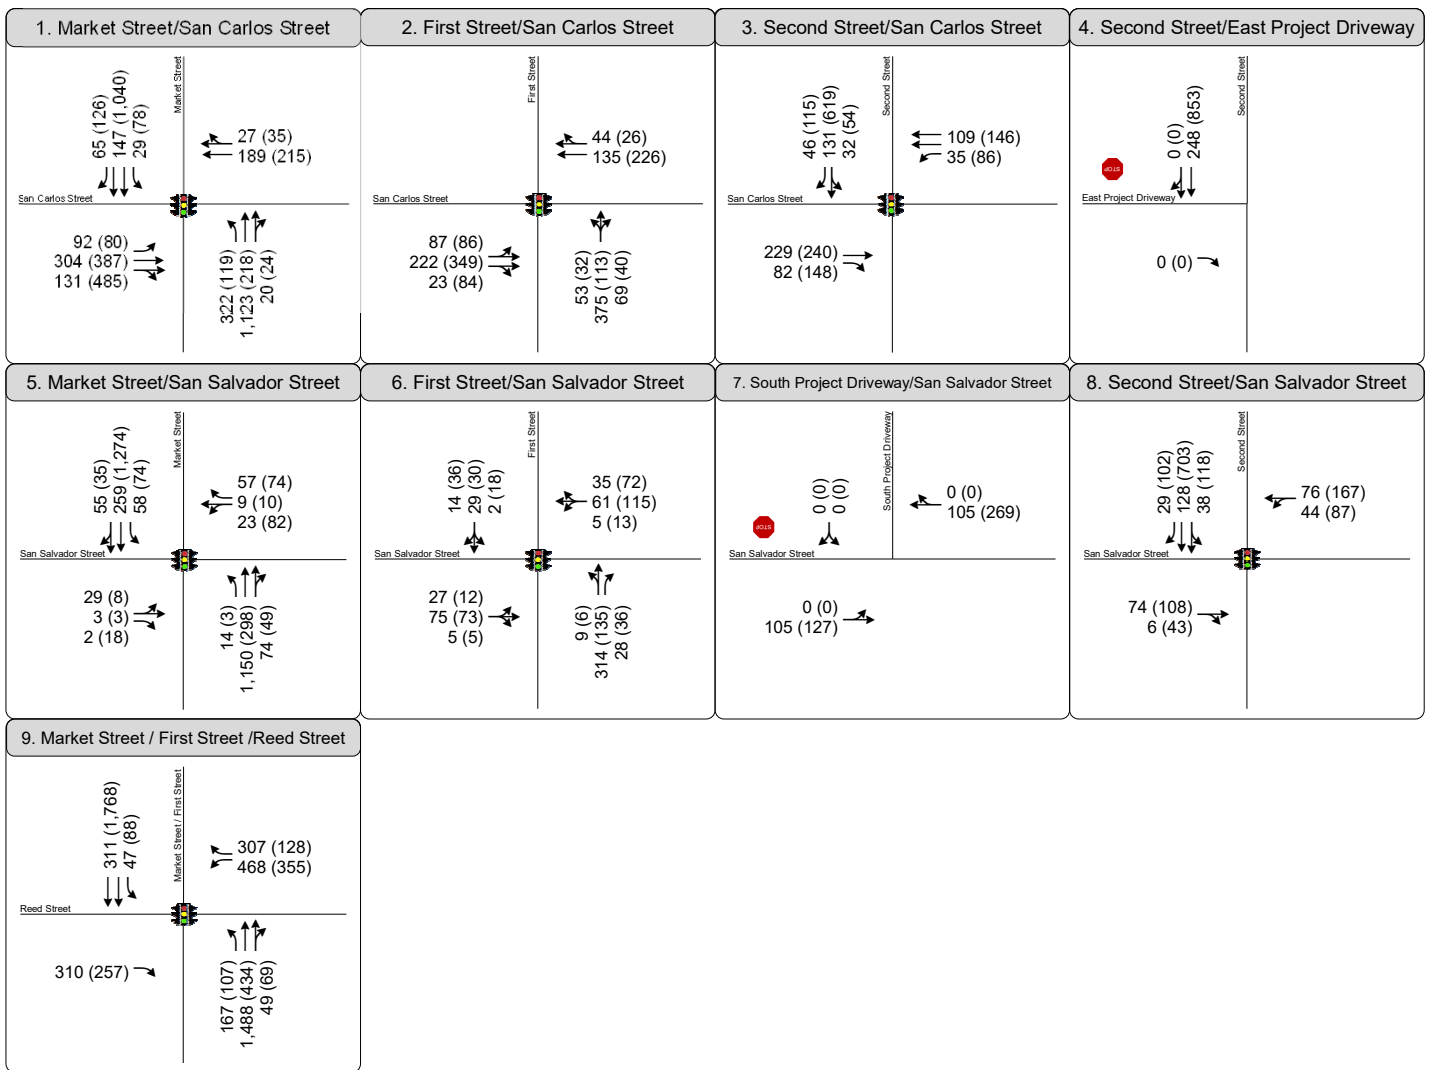 1. Market Street/San Carlos Street
65 (126)
147 (1,040)
29 (78)
Market Street
27 (35)
189 (215)
San Carlos Street
92 (80)
304 (387)
131 (485)
322 (119)
1,123 (218)
20 (24)
2. First Street/San Carlos Street
First Street
44 (26)
135 (226)
San Carlos Street
87 (86)
222 (349)
23 (84)
53 (32)
375 (113)
69 (40)
3. Second Street/San Carlos Street
46 (115)
131 (619)
32 (54)
Second Street
109 (146)
35 (86)
San Carlos Street
229 (240)
82 (148)
4. Second Street/East Project Driveway
0 (0)
248 (853)
Second Street
STOP
East Project Driveway
0 (0)
5. Market Street/San Salvador Street
55 (35)
259 (1,274)
58 (74)
Market Street
57 (74)
9 (10)
23 (82)
San Salvador Street
29 (8)
3 (3)
2 (18)
14 (3)
1,150 (298)
74 (49)
6. First Street/San Salvador Street
14 (36)
29 (30)
2 (18)
First Street
35 (72)
61 (115)
5 (13)
San Salvador Street
27 (12)
75 (73)
5 (5)
9 (6)
314 (135)
28 (36)
7. South Project Driveway/San Salvador Street
0 (0)
0 (0)
South Project Driveway
0 (0)
105 (269)
STOP
San Salvador Street
0 (0)
105 (127)
8. Second Street/San Salvador Street
29 (102)
128 (703)
38 (118)
Second Street
76 (167)
44 (87)
San Salvador Street
74 (108)
6 (43)
9. Market Street / First Street /Reed Street
311 (1,768)
47 (88)
Market Street / First Street
307 (128)
468 (355)
Reed Street
310 (257)
167 (107)
1,488 (434)
49 (69)